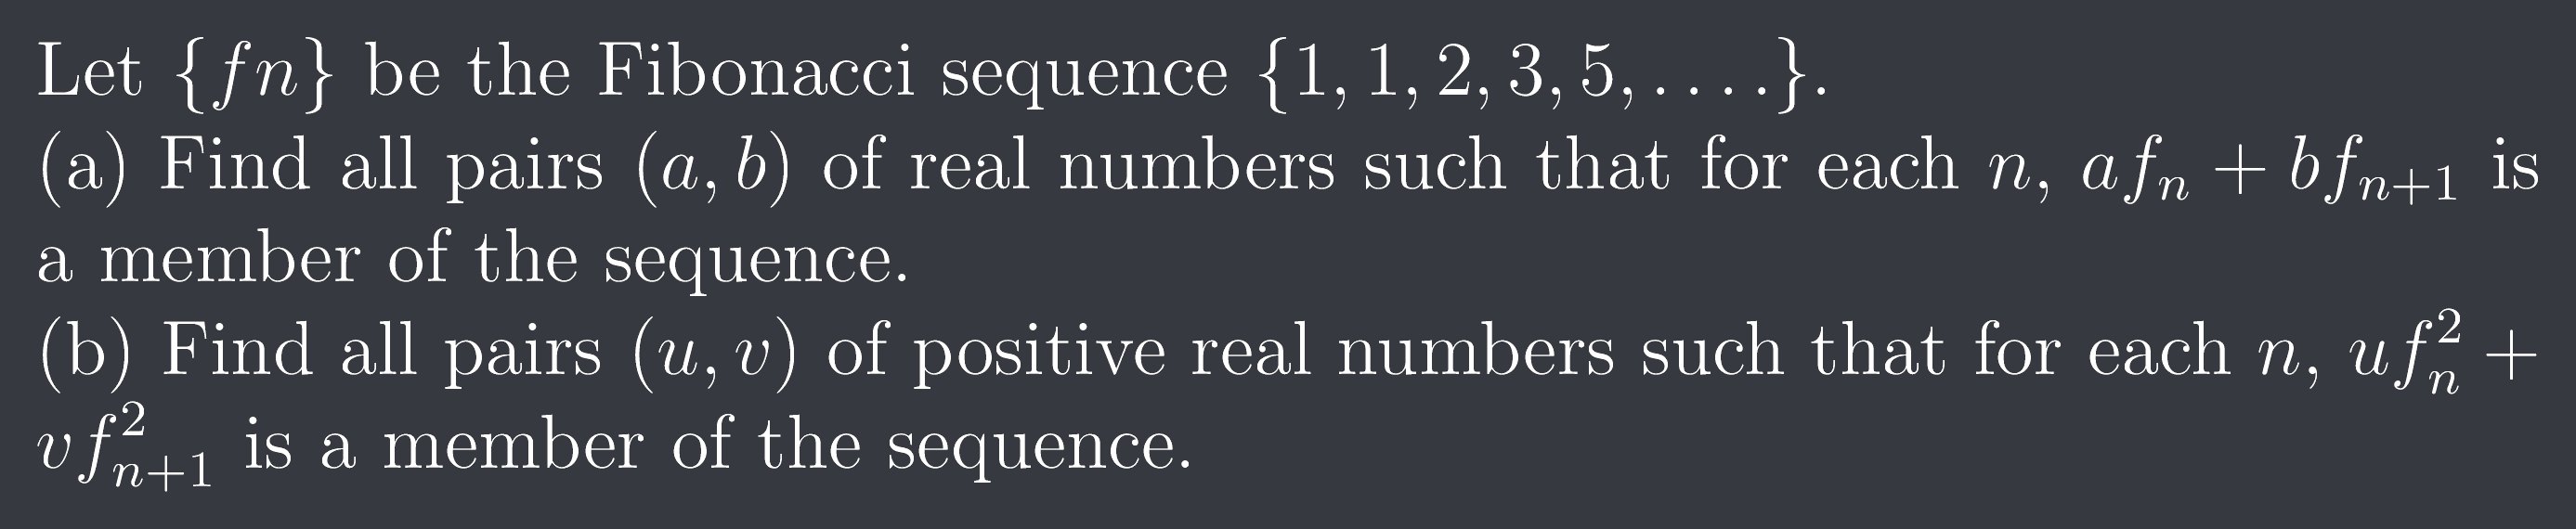 Let {fn} be the Fibonacci sequence {1, 1, 2, 3, 5, . . . .}.
(a) Find all pairs (a, b) of real numbers such that for each n, af_n + bf_{n+1} is
a member of the sequence.
(b) Find all pairs (u, v) of positive real numbers such that for each n, uf_n^2 +
vf_{n+1}^2 is a member of the sequence.